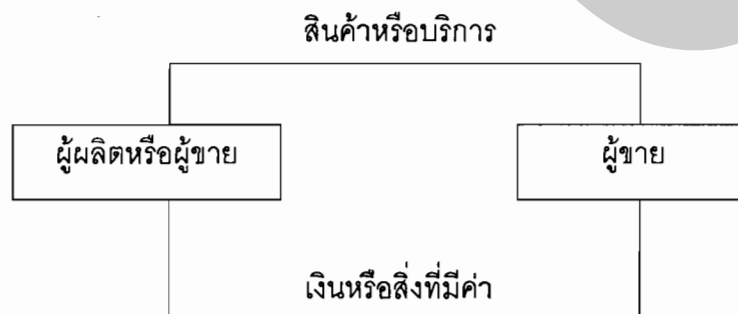 สินค้าหรือบริการ
ผู้ผลิตหรือผู้ขาย
ผู้ขาย
เงินหรือสิ่งที่มีค่า